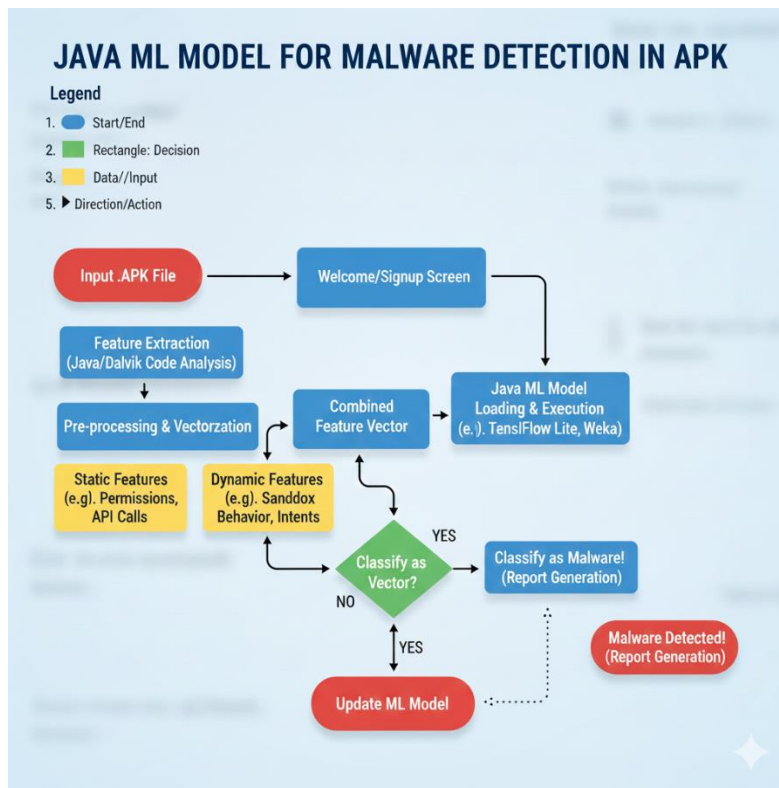 JAVA ML MODEL FOR MALWARE DETECTION IN APK
Legend
1. Start/End
2. Rectangle: Decision
3. Data//Input
5. Direction/Action
Input .APK File
Welcome/Signup Screen
Feature Extraction
(Java/Dalvik Code Analysis)
Pre-processing & Vectorzation
Static Features
(e.g). Permissions,
API Calls
Dynamic Features
(e.g). Sanddox
Behavior, Intents
Combined
Feature Vector
Java ML Model
Loading & Execution
(e.). TenslFlow Lite, Weka)
Classify as
Vector?
YES
NO
YES
Classify as Malware!
(Report Generation)
Malware Detected!
(Report Generation)
Update ML Model